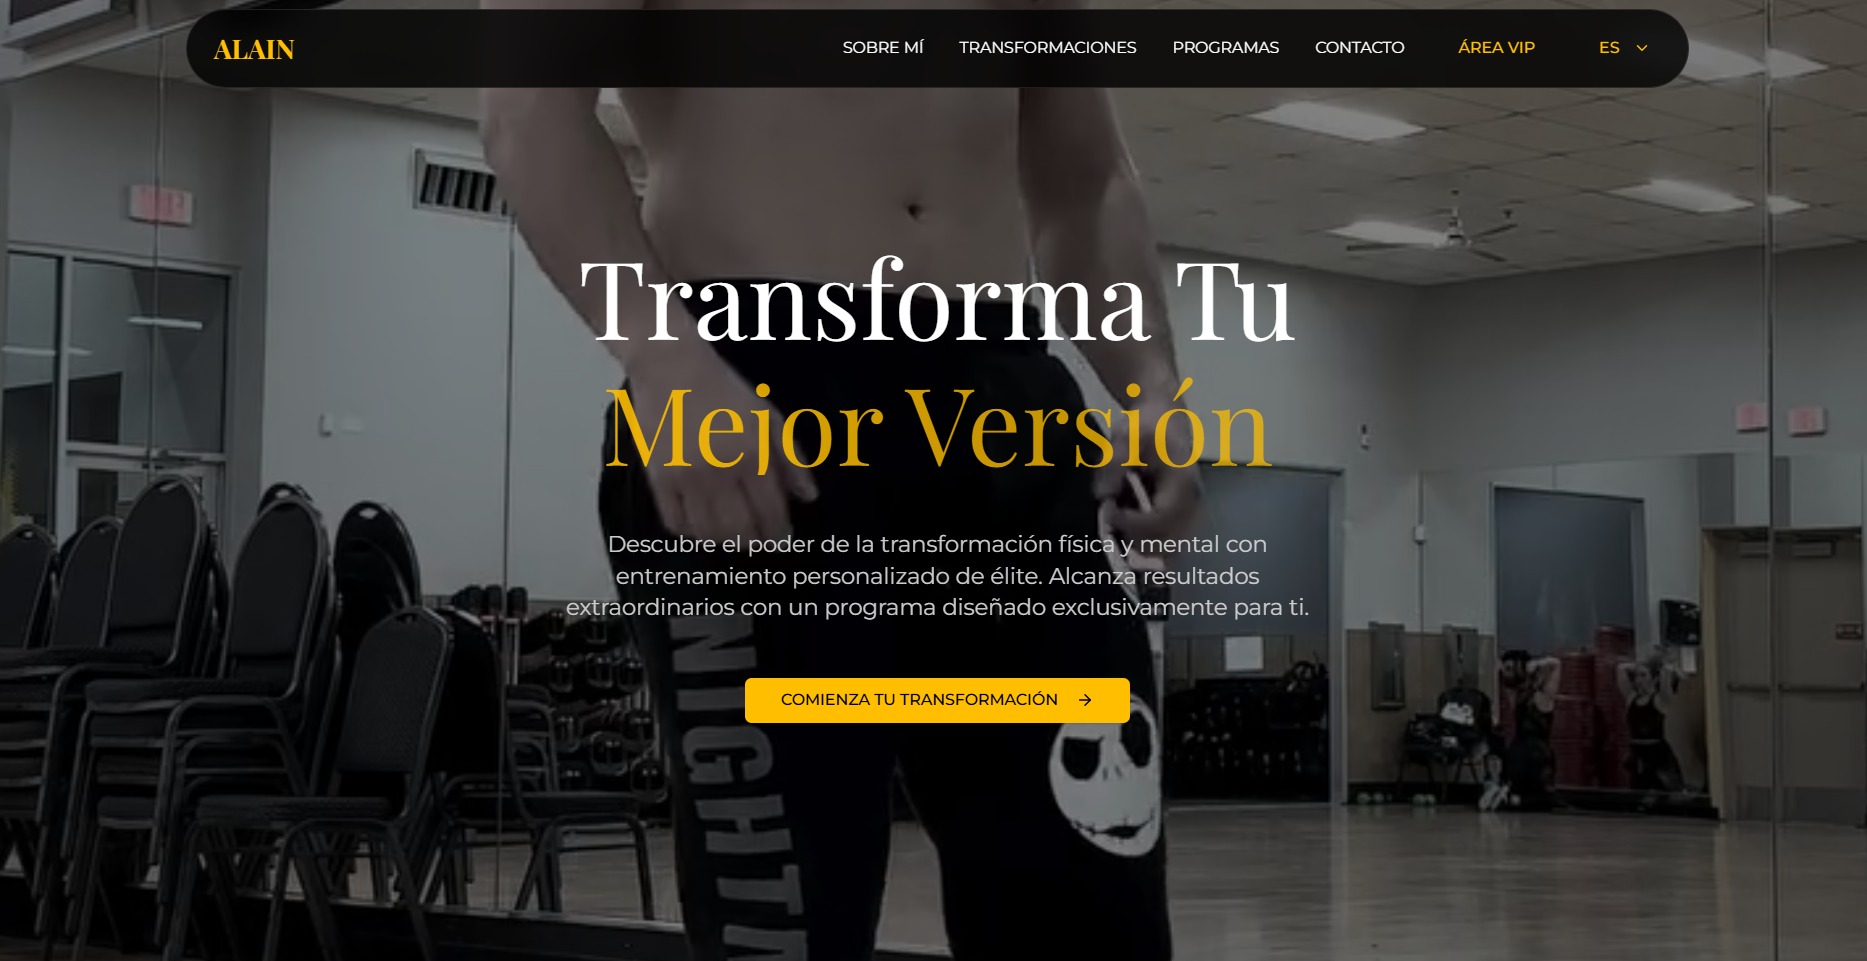 ALAIN
SOBRE MÍ
TRANSFORMACIONES
PROGRAMAS
CONTACTO
ÁREA VIP
ES
Transforma Tu
Mejor Versión
Descubre el poder de la transformación física y mental con
entrenamiento personalizado de élite. Alcanza resultados
extraordinarios con un programa diseñado exclusivamente para ti.
COMIENZA TU TRANSFORMACIÓN
NIGHTM